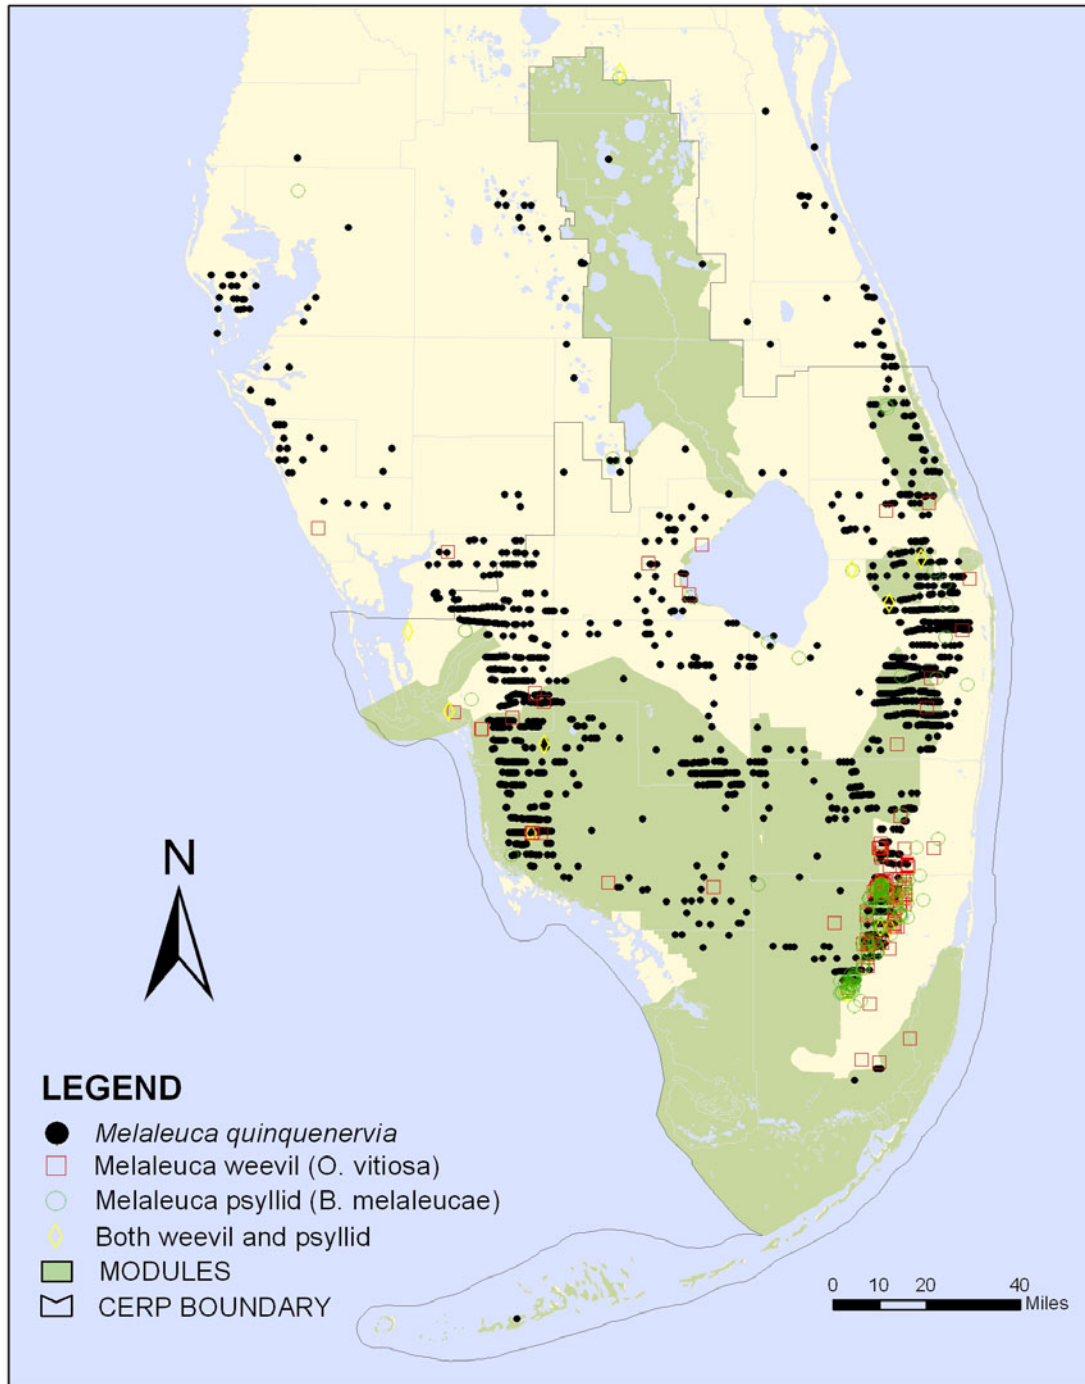 N
LEGEND
Melaleuca quinquenervia
Melaleuca weevil (O. vitiosa)
Melaleuca psyllid (B. melaleucae)
Both weevil and psyllid
MODULES
CERP BOUNDARY
0 10 20 40
Miles